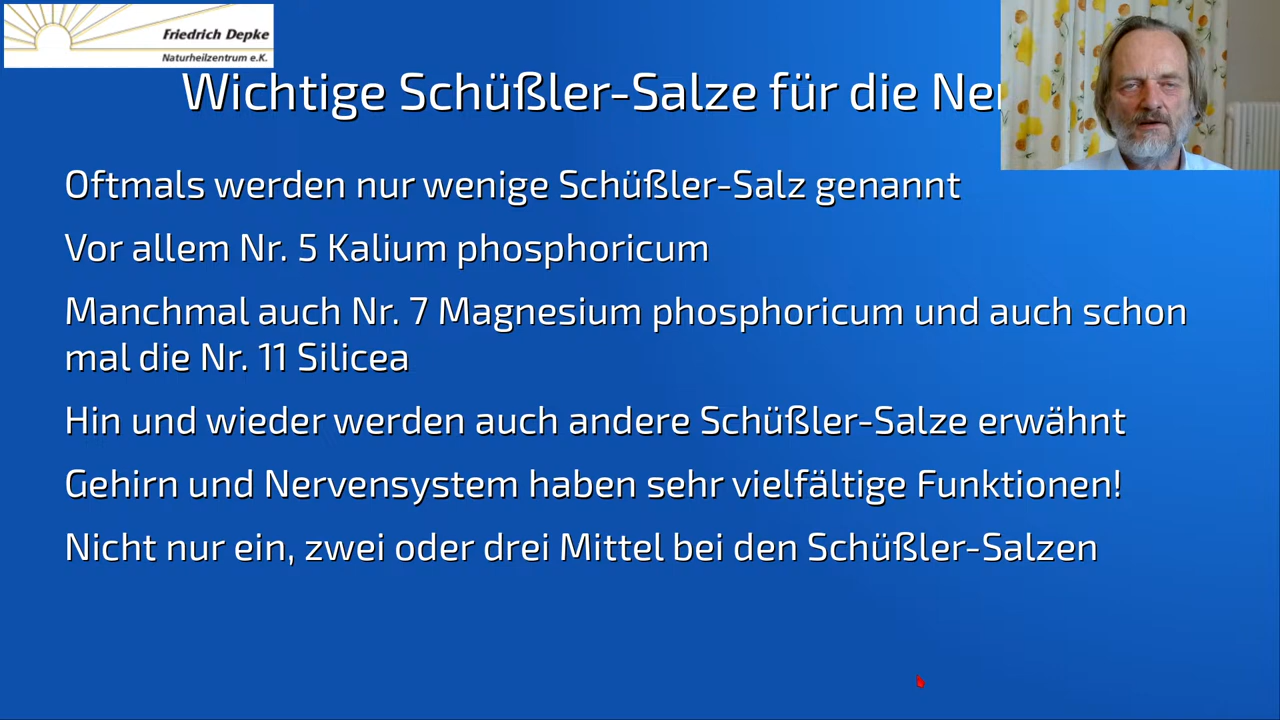 Friedrich Depke
Naturheilzentrum e.K.
Wichtige Schüßler-Salze für die
Oftmals werden nur wenige Schüßler-Salz genannt
Vor allem Nr. 5 Kalium phosphoricum
Manchmal auch Nr. 7 Magnesium phosphoricum und auch schon
mal die Nr. 11 Silicea
Hin und wieder werden auch andere Schüßler-Salze erwähnt
Gehirn und Nervensystem haben sehr vielfältige Funktionen!
Nicht nur ein, zwei oder drei Mittel bei den Schüßler-Salzen